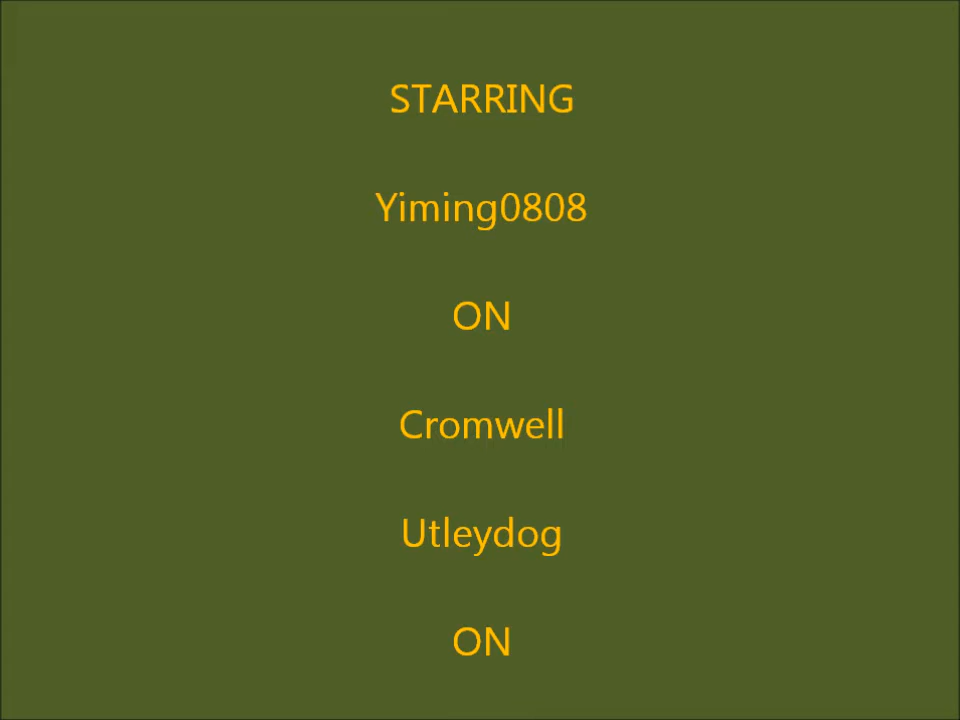 STARRING
Yiming0808
ON
Cromwell
Utleydog
ON